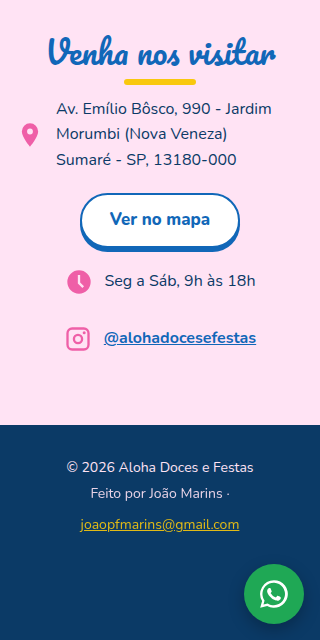 Venha nos visitar
Av. Emílio Bôsco, 990 - Jardim
Morumbi (Nova Veneza)
Sumaré - SP, 13180-000
Ver no mapa
Seg a Sáb, 9h às 18h
@alohadocesefestas
© 2026 Aloha Doces e Festas
Feito por João Marins ·
joaopfmarins@gmail.com